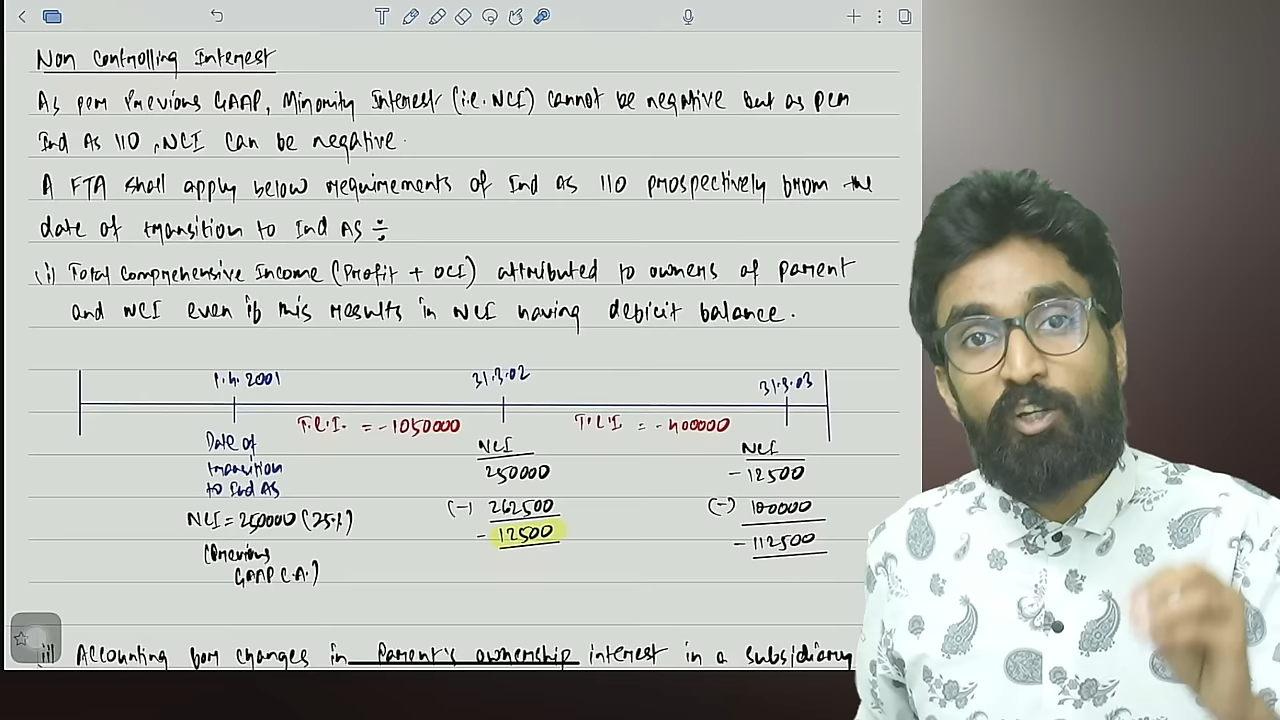 Non Controlling Interest
As per Previous GAAP, Minority Interest (i.e. NCI) cannot be negative but as per
Ind As 110, NCI can be negative.
A FTA shall apply below requirements of Ind AS 110 prospectively from the
date of transition to Ind AS ÷
(i) Total Comprehensive Income (Profit + OCI) attributed to owners of parent
and NCI even if this results in NCI having deficit balance.
1.4.2001 31.3.02 31.3.03
T.C.I. = -1050000 T.C.I = -400000
Date of
transition
to Ind AS
NCI = 250000 (25%)
(Previous
GAAP C.A.)
NCI
250000
(-) 262500
- 12500
NCI
- 12500
(-) 100000
- 112500
(ii) Accounting for changes in Parent's ownership interest in a subsidiary